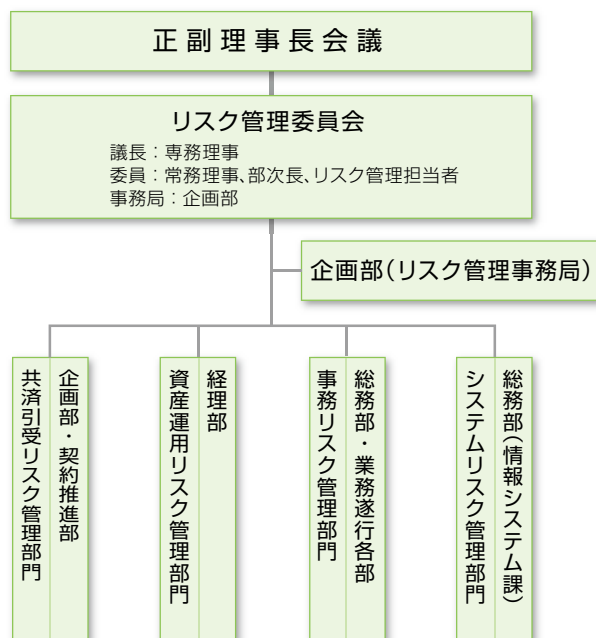 正副理事長会議
リスク管理委員会
議長：専務理事
委員：常務理事、部次長、リスク管理担当者
事務局：企画部
企画部（リスク管理事務局）
企画部・契約推進部
共済引受リスク管理部門
経理部
資産運用リスク管理部門
総務部・業務遂行各部
事務リスク管理部門
総務部（情報システム課）
システムリスク管理部門